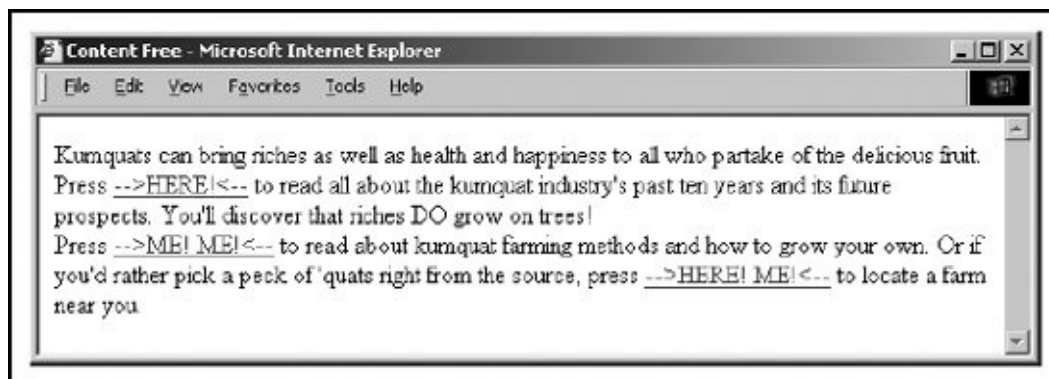 Content Free - Microsoft Internet Explorer
File Edit View Favorites Tools Help
Kumquats can bring riches as well as health and happiness to all who partake of the delicious fruit.
Press -->HERE!<-- to read all about the kumquat industry's past ten years and its future
prospects. You'll discover that riches DO grow on trees!
Press -->ME! ME!<-- to read about kumquat farming methods and how to grow your own. Or if
you'd rather pick a peck of 'quats right from the source, press -->HERE! ME!<-- to locate a farm
near you